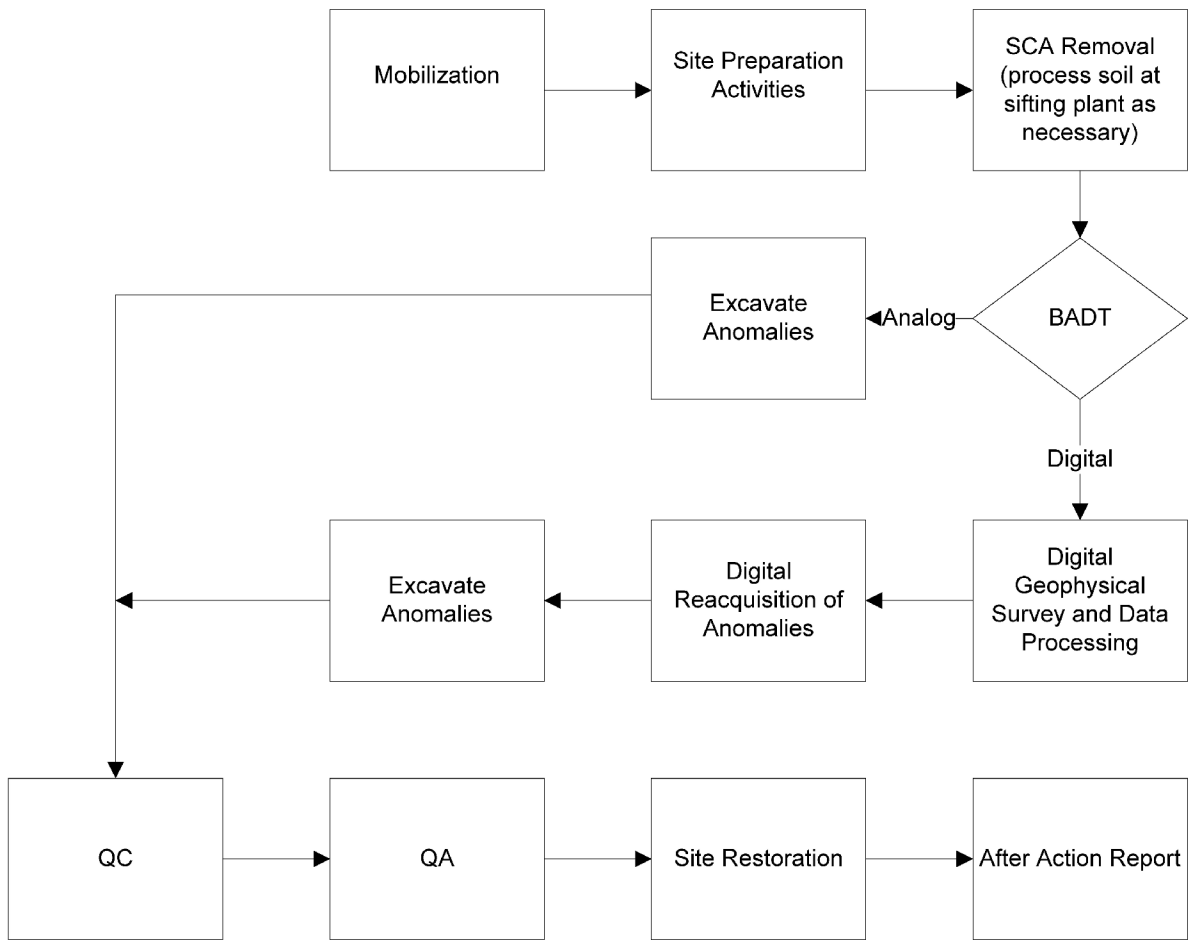 Mobilization
Site Preparation
Activities
SCA Removal
(process soil at
sifting plant as
necessary)
Excavate
Anomalies
Analog
BADT
Digital
Excavate
Anomalies
Digital
Reacquisition of
Anomalies
Digital
Geophysical
Survey and Data
Processing
QC
QA
Site Restoration
After Action Report